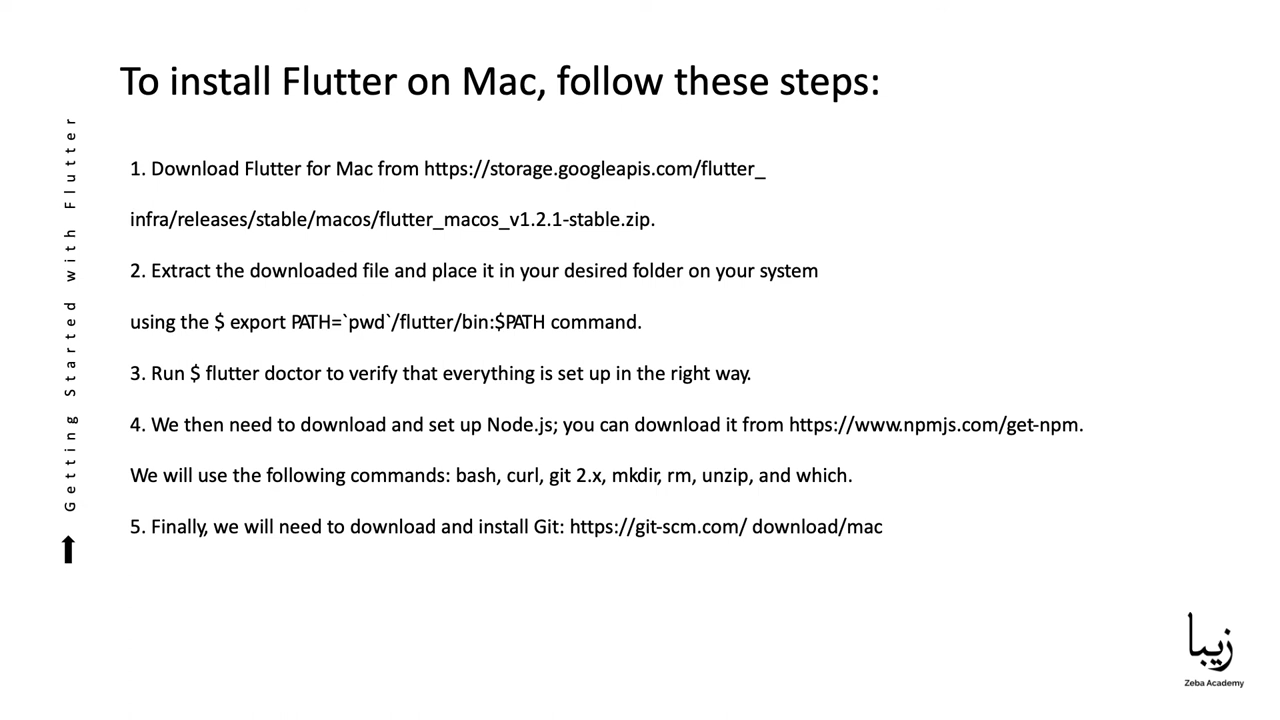 To install Flutter on Mac, follow these steps:
Getting Started with Flutter
1. Download Flutter for Mac from https://storage.googleapis.com/flutter_
infra/releases/stable/macos/flutter_macos_v1.2.1-stable.zip.
2. Extract the downloaded file and place it in your desired folder on your system
using the $ export PATH=`pwd`/flutter/bin:$PATH command.
3. Run $ flutter doctor to verify that everything is set up in the right way.
4. We then need to download and set up Node.js; you can download it from https://www.npmjs.com/get-npm.
We will use the following commands: bash, curl, git 2.x, mkdir, rm, unzip, and which.
5. Finally, we will need to download and install Git: https://git-scm.com/ download/mac
زیبا
Zeba Academy